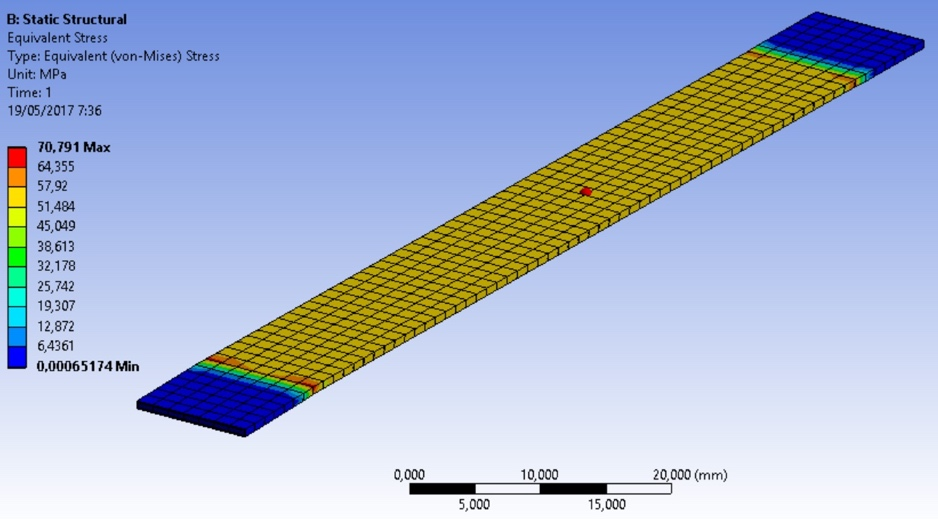 B: Static Structural
Equivalent Stress
Type: Equivalent (von-Mises) Stress
Unit: MPa
Time: 1
19/05/2017 7:36
70,791 Max
64,355
57,92
51,484
45,049
38,613
32,178
25,742
19,307
12,872
6,4361
0,00065174 Min
0,000 10,000 20,000 (mm)
5,000 15,000